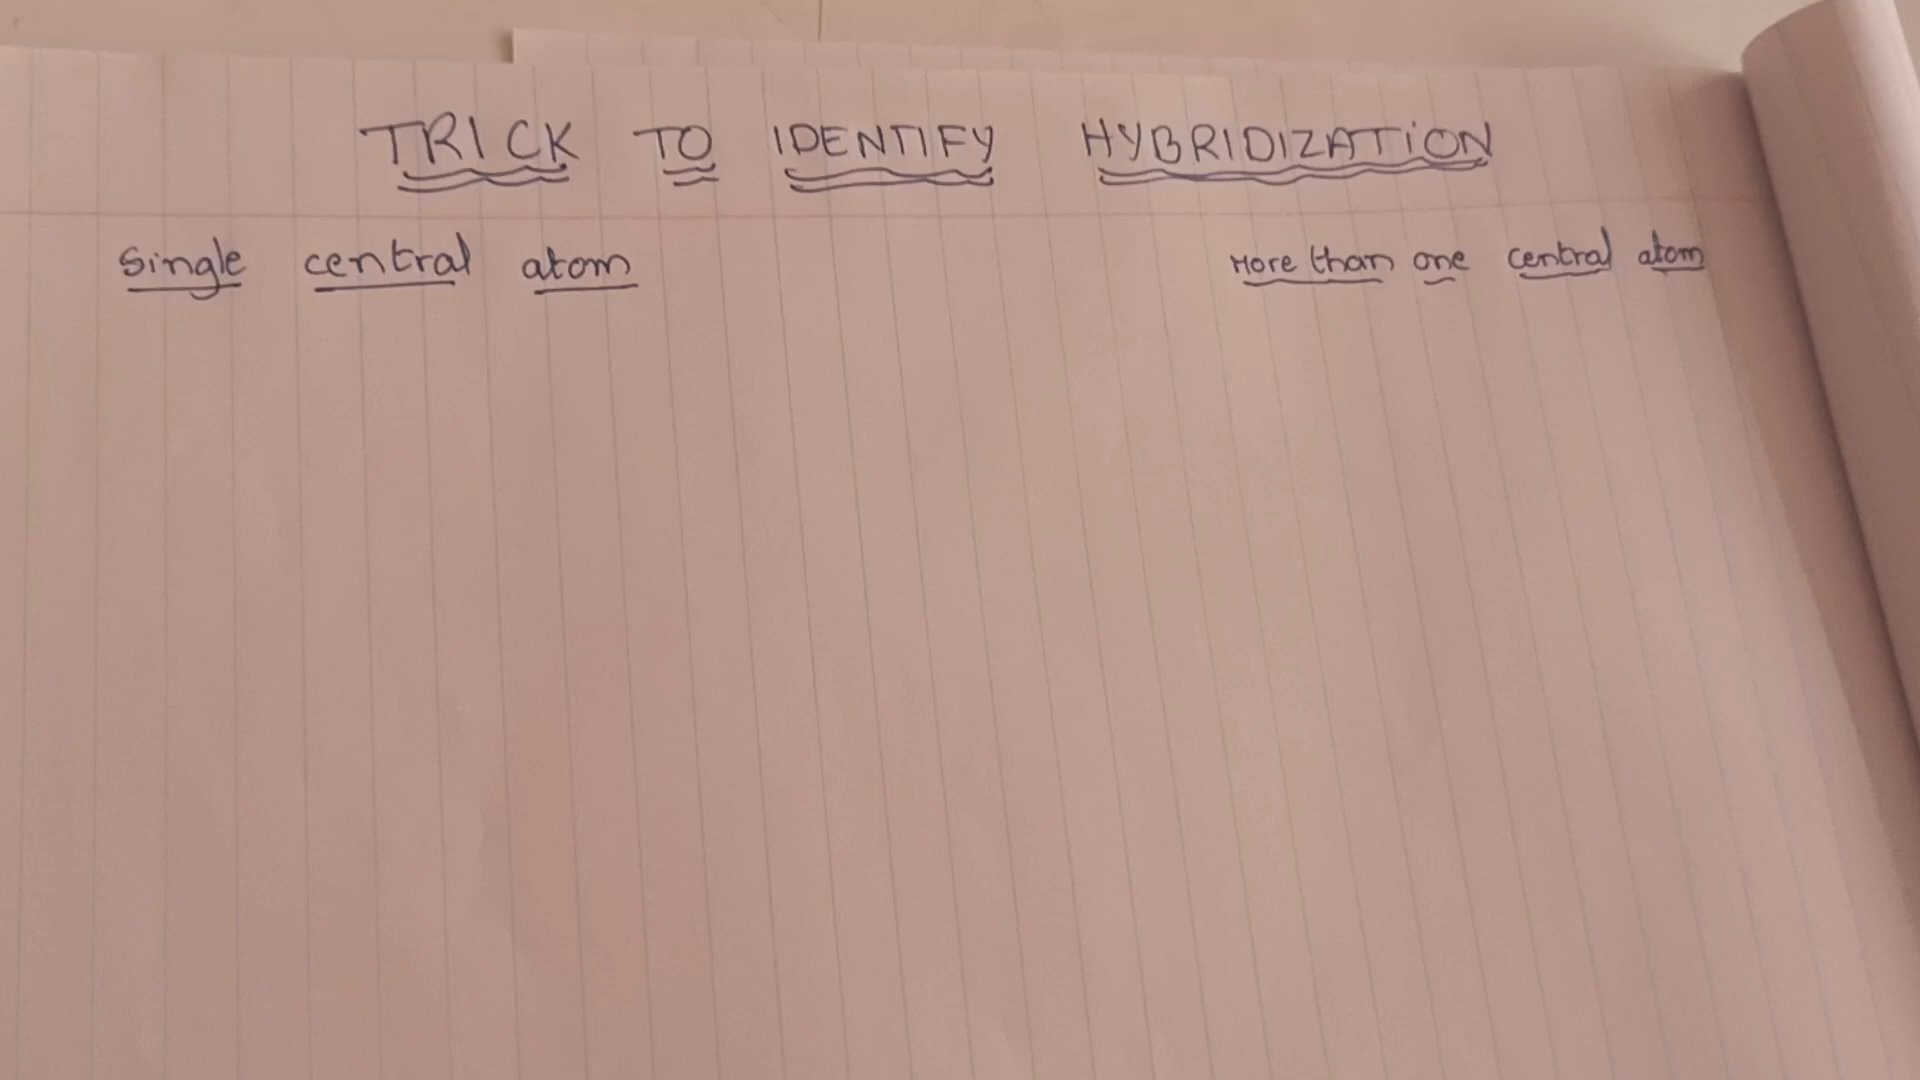 TRICK TO IDENTIFY HYBRIDIZATiON
Single central atom
More than one central atom